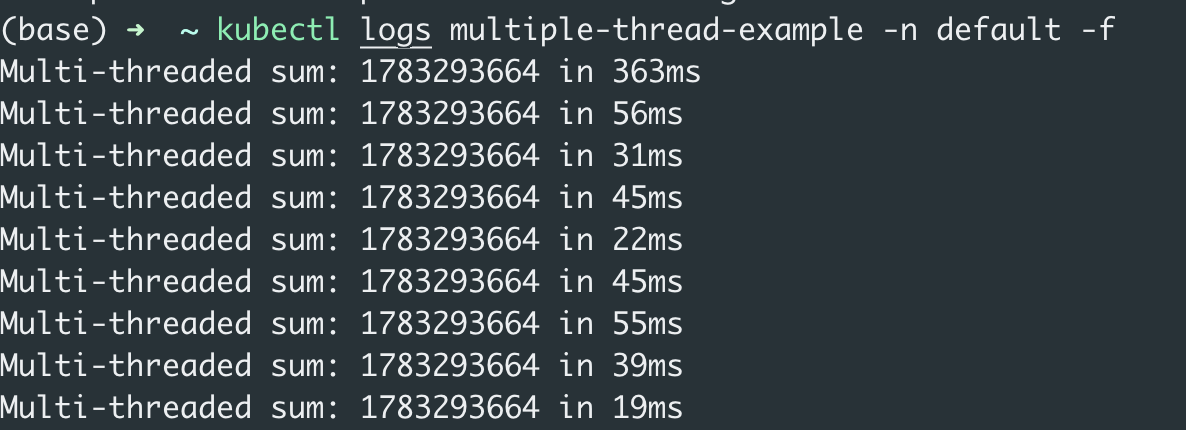 (base) ➜ ~ kubectl logs multiple-thread-example -n default -f
Multi-threaded sum: 1783293664 in 363ms
Multi-threaded sum: 1783293664 in 56ms
Multi-threaded sum: 1783293664 in 31ms
Multi-threaded sum: 1783293664 in 45ms
Multi-threaded sum: 1783293664 in 22ms
Multi-threaded sum: 1783293664 in 45ms
Multi-threaded sum: 1783293664 in 55ms
Multi-threaded sum: 1783293664 in 39ms
Multi-threaded sum: 1783293664 in 19ms